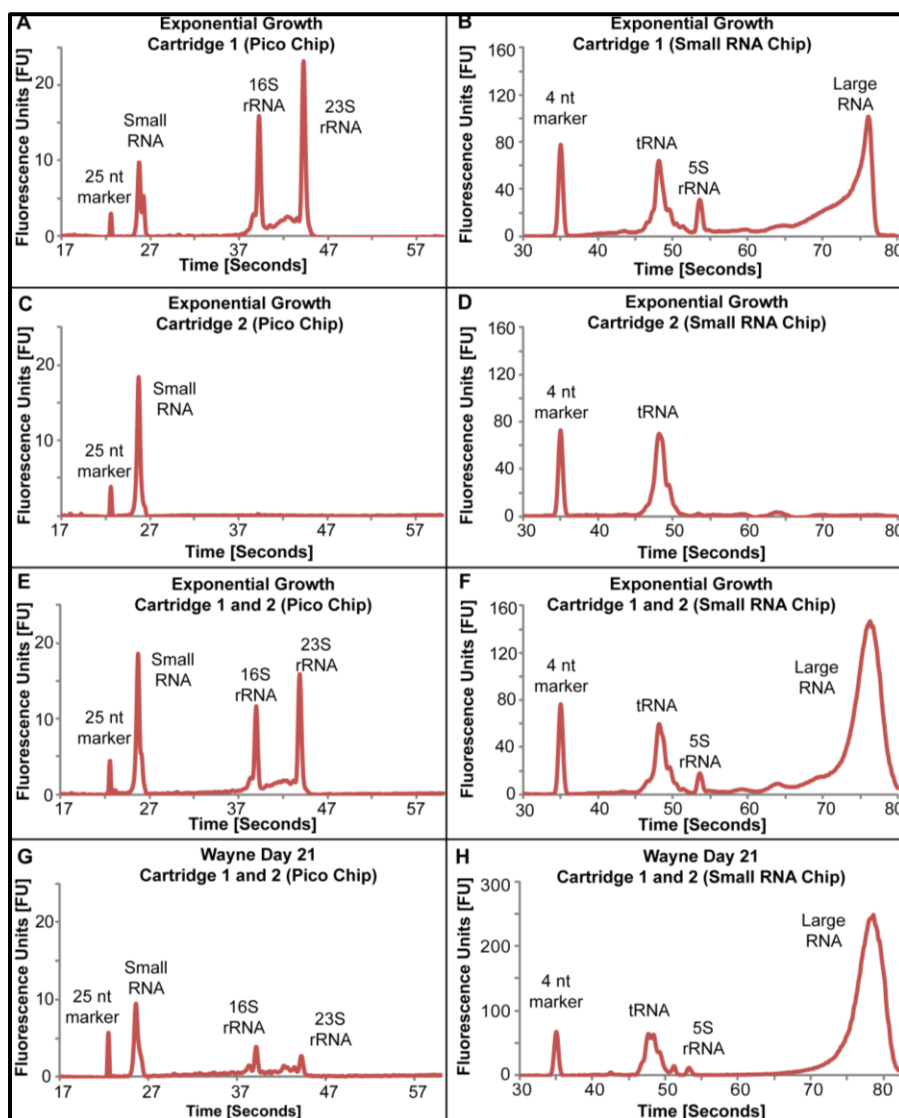 A
Exponential Growth
Cartridge 1 (Pico Chip)
Fluorescence Units [FU]
20
10
0
25 nt
marker
Small
RNA
16S
rRNA
23S
rRNA
17 27 37 47 57
Time [Seconds]
B
Exponential Growth
Cartridge 1 (Small RNA Chip)
Fluorescence Units [FU]
160
120
80
40
0
4 nt
marker
tRNA
5S
rRNA
Large
RNA
30 40 50 60 70 80
Time [Seconds]
C
Exponential Growth
Cartridge 2 (Pico Chip)
Fluorescence Units [FU]
20
10
0
25 nt
marker
Small
RNA
17 27 37 47 57
Time [Seconds]
D
Exponential Growth
Cartridge 2 (Small RNA Chip)
Fluorescence Units [FU]
160
120
80
40
0
4 nt
marker
tRNA
30 40 50 60 70 80
Time [Seconds]
E
Exponential Growth
Cartridge 1 and 2 (Pico Chip)
Fluorescence Units [FU]
20
10
0
25 nt
marker
Small
RNA
16S
rRNA
23S
rRNA
17 27 37 47 57
Time [Seconds]
F
Exponential Growth
Cartridge 1 and 2 (Small RNA Chip)
Fluorescence Units [FU]
160
120
80
40
0
4 nt
marker
tRNA
5S
rRNA
Large
RNA
30 40 50 60 70 80
Time [Seconds]
G
Wayne Day 21
Cartridge 1 and 2 (Pico Chip)
Fluorescence Units [FU]
20
10
0
25 nt
marker
Small
RNA
16S
rRNA
23S
rRNA
17 27 37 47 57
Time [Seconds]
H
Wayne Day 21
Cartridge 1 and 2 (Small RNA Chip)
Fluorescence Units [FU]
300
200
100
0
4 nt
marker
tRNA
5S
rRNA
Large
RNA
30 40 50 60 70 80
Time [Seconds]